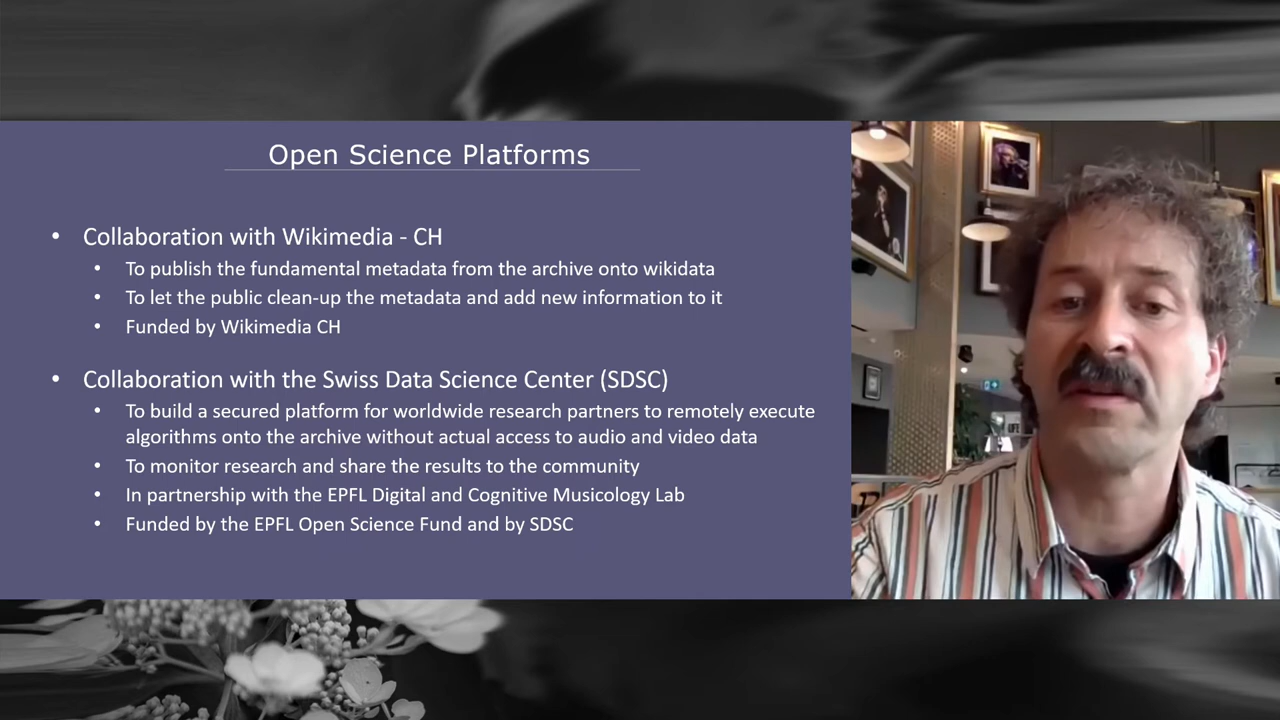 Open Science Platforms
• Collaboration with Wikimedia - CH
• To publish the fundamental metadata from the archive onto wikidata
• To let the public clean-up the metadata and add new information to it
• Funded by Wikimedia CH
• Collaboration with the Swiss Data Science Center (SDSC)
• To build a secured platform for worldwide research partners to remotely execute
algorithms onto the archive without actual access to audio and video data
• To monitor research and share the results to the community
• In partnership with the EPFL Digital and Cognitive Musicology Lab
• Funded by the EPFL Open Science Fund and by SDSC